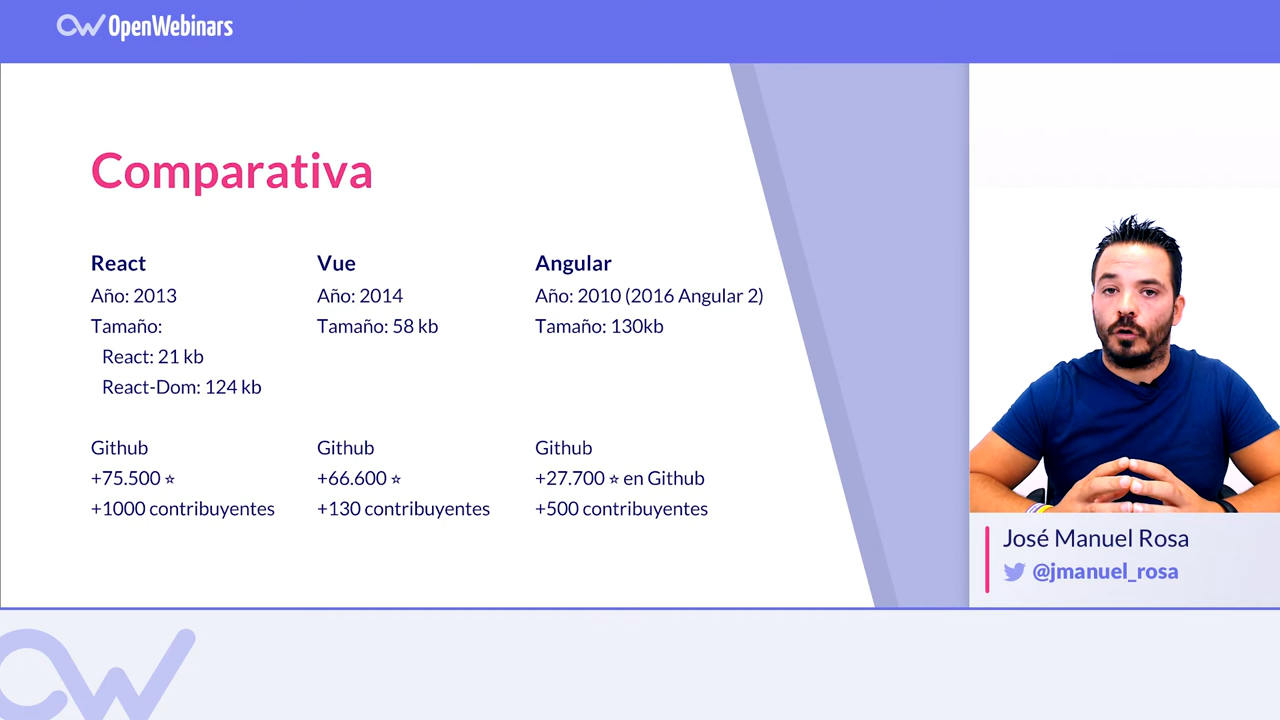 OpenWebinars
Comparativa
React
Año: 2013
Tamaño:
React: 21 kb
React-Dom: 124 kb
Github
+75.500 ⭐
+1000 contribuyentes
Vue
Año: 2014
Tamaño: 58 kb
Github
+66.600 ⭐
+130 contribuyentes
Angular
Año: 2010 (2016 Angular 2)
Tamaño: 130kb
Github
+27.700 ⭐ en Github
+500 contribuyentes
José Manuel Rosa
@jmanuel_rosa